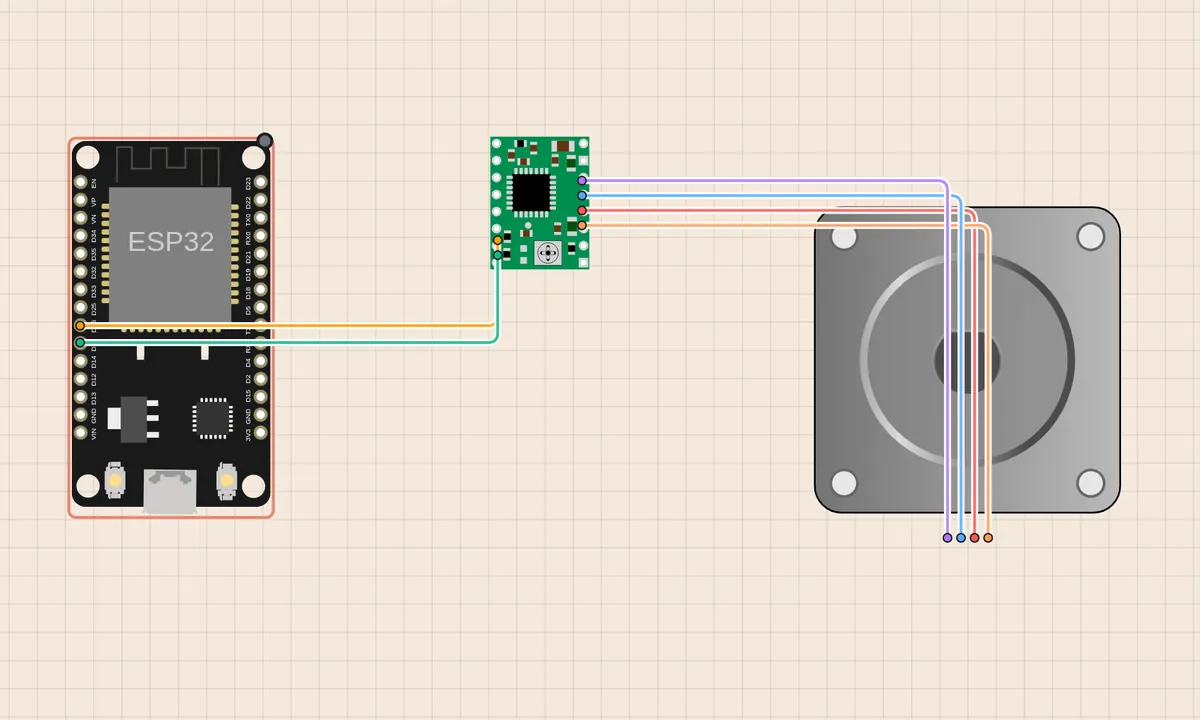 ESP32
EN
VP
VN
D34
D35
D32
D33
D25
D14
D12
D13
GND
VIN
D23
D22
TX0
RX0
D21
D19
D18
D5
D4
D2
D15
GND
3V3